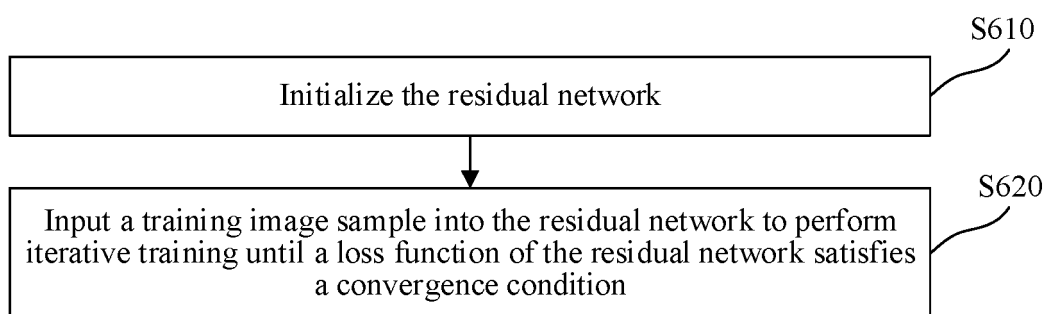 S610
Initialize the residual network
S620
Input a training image sample into the residual network to perform
iterative training until a loss function of the residual network satisfies
a convergence condition